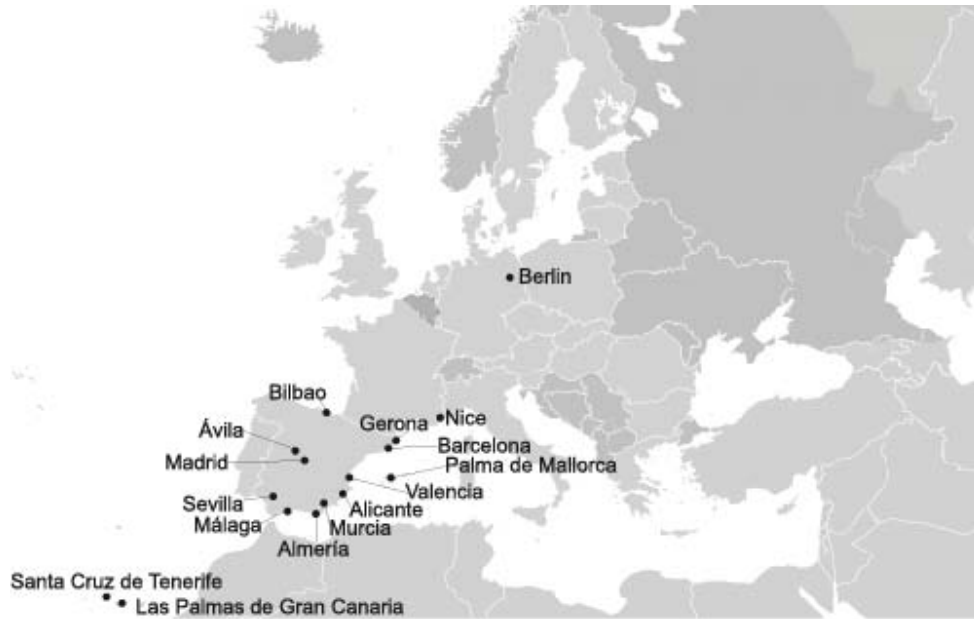 Berlin
Bilbao
Gerona
Nice
Ávila
Barcelona
Madrid
Palma de Mallorca
Valencia
Sevilla
Alicante
Málaga
Murcia
Almería
Santa Cruz de Tenerife
Las Palmas de Gran Canaria